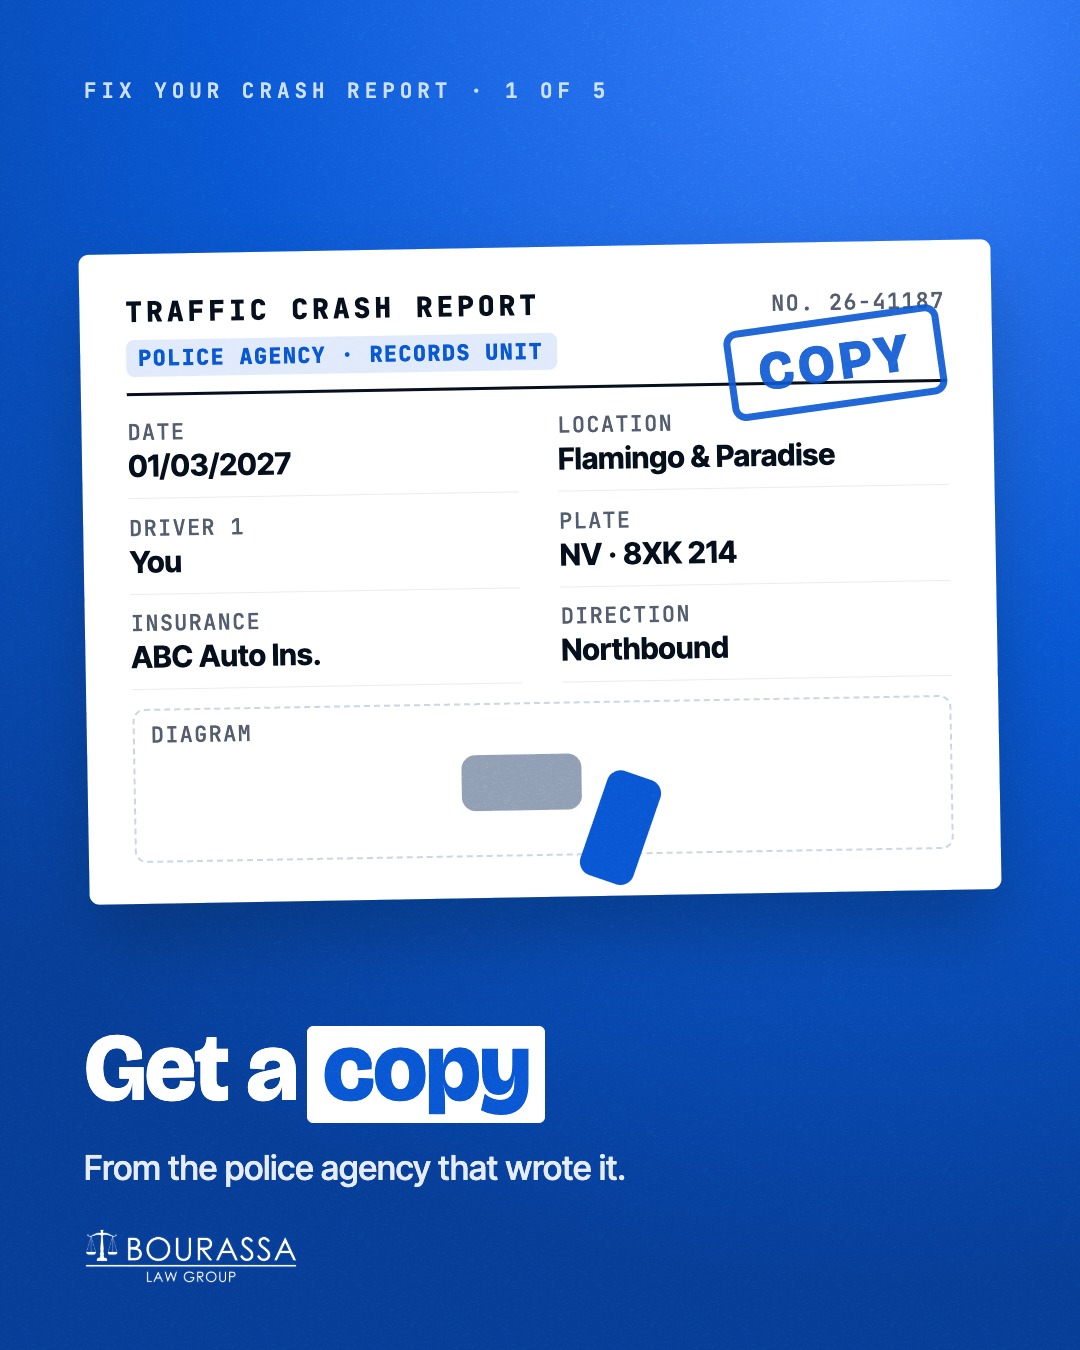 FIX YOUR CRASH REPORT · 1 OF 5
TRAFFIC CRASH REPORT
NO. 26-41187
POLICE AGENCY · RECORDS UNIT
COPY
DATE
01/03/2027
LOCATION
Flamingo & Paradise
DRIVER 1
You
PLATE
NV · 8XK 214
INSURANCE
ABC Auto Ins.
DIRECTION
Northbound
DIAGRAM
Get a copy
From the police agency that wrote it.
BOURASSA
LAW GROUP